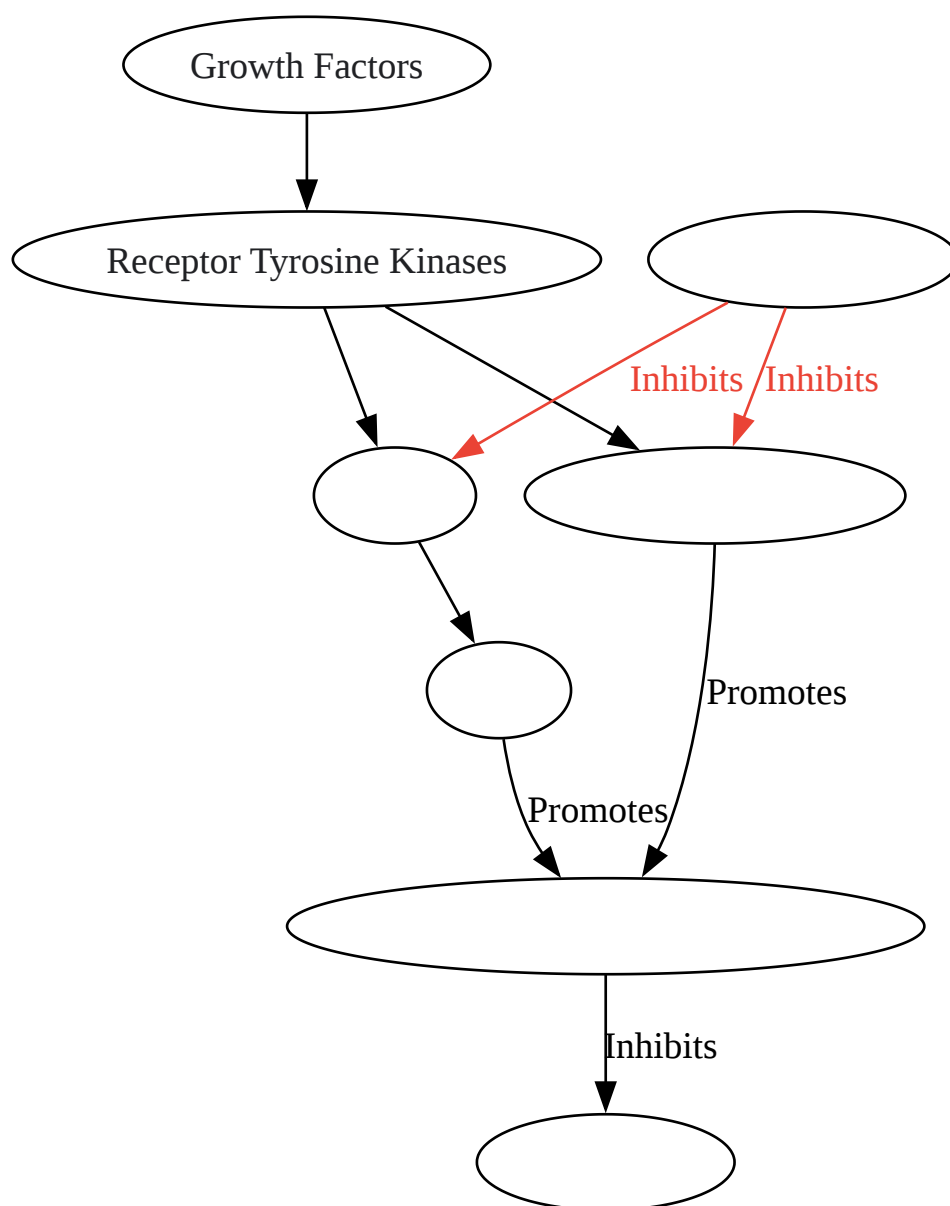 Growth Factors
Receptor Tyrosine Kinases
Inhibits
Inhibits
Promotes
Promotes
Inhibits